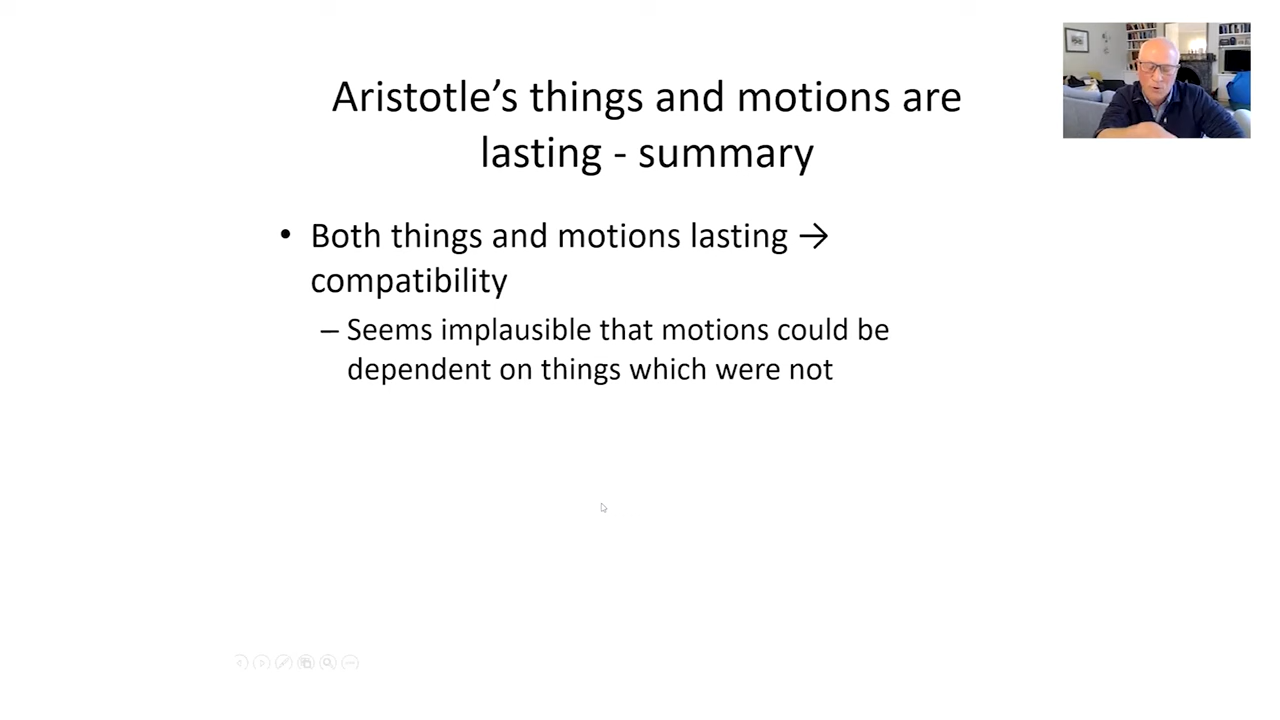 Aristotle’s things and motions are
lasting - summary
• Both things and motions lasting →
compatibility
– Seems implausible that motions could be
dependent on things which were not